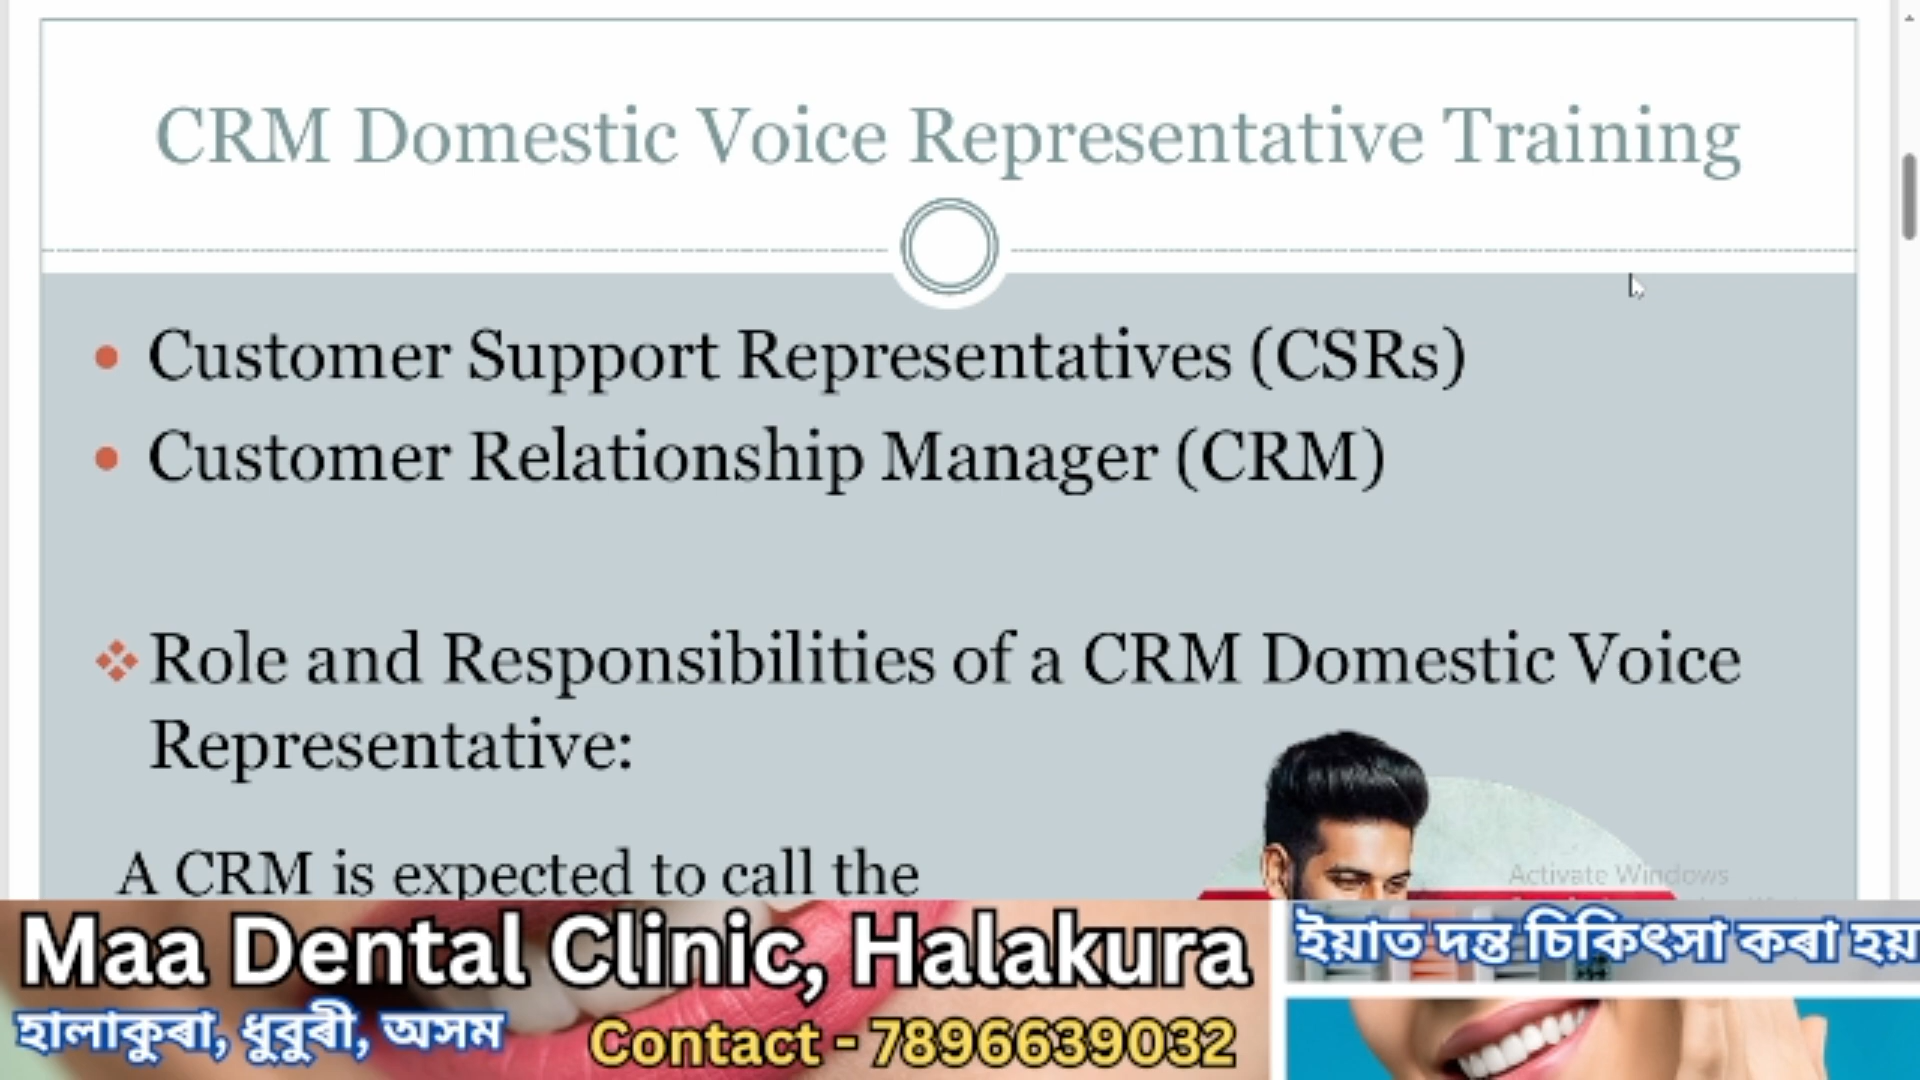 CRM Domestic Voice Representative Training
Customer Support Representatives (CSRs)
Customer Relationship Manager (CRM)
Role and Responsibilities of a CRM Domestic Voice
Representative:
A CRM is expected to call the
Activate Windows
Maa Dental Clinic, Halakura
হালাকুৰা, ধুবুৰী, অসম
Contact - 7896639032
ইয়াত দন্ত চিকিৎসা কৰা হয়